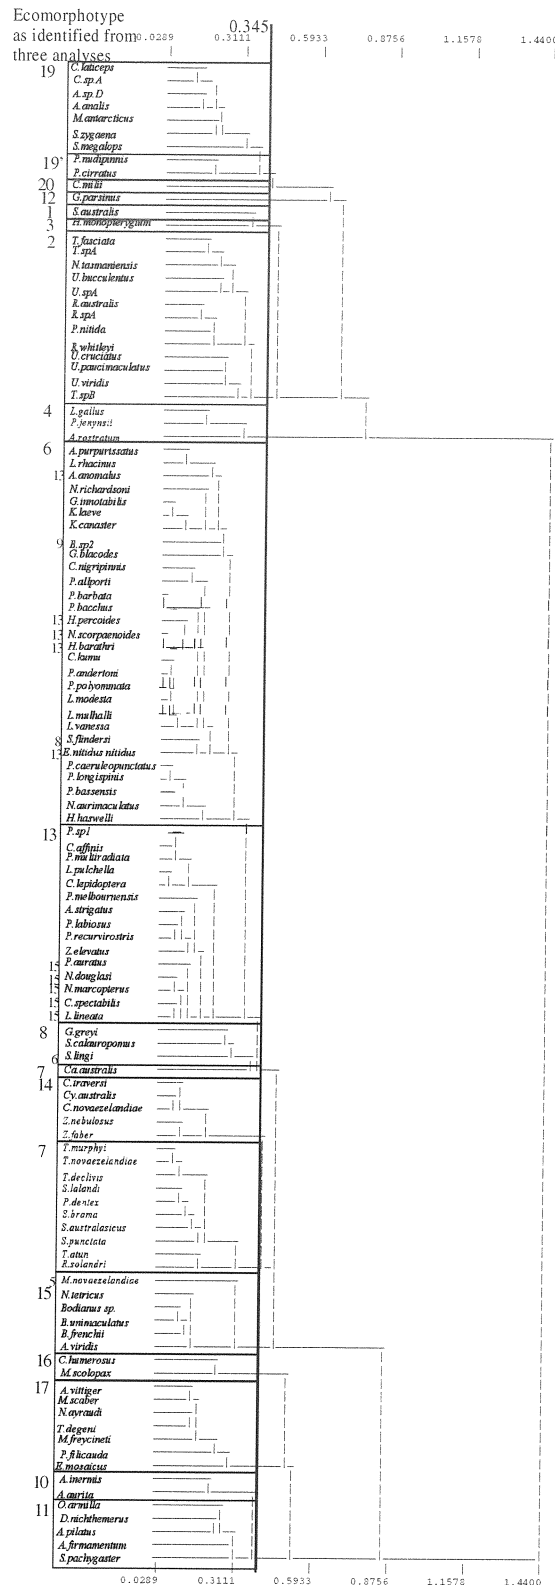 Ecomorphotype
as identified from
three analyses
0.345
0.0289 0.3111 0.5933 0.8756 1.1578 1.4400
19 C.laticeps
C.sp.A
A.sp.D
A.analis
M.antarcticus
S.zygaena
S.megalops
19' P.nudipinnis
P.cirratus
20 C.milii
12 G.parsinus
1 S.australis
3 H.monopterygium
2 T.fasciata
T.spA
N.tasmaniensis
U.bucculentus
U.spA
R.australis
R.spA
P.nitida
R.whitleyi
U.cruciatus
U.paucimaculatus
U.viridis
T.spB
4 L.gallus
P.jenynsii
A.rostratum
6 A.purpurissatus
L.rhacinus
13 A.anomalus
N.richardsoni
G.innotabilis
K.laeve
K.canaster
9 B.sp2
G.blacodes
C.nigripinnis
P.allporti
P.barbata
P.bacchus
13 H.percoides
13 N.scorpaenoides
13 H.barathri
C.kumu
P.andertoni
P.polyommata
L.modesta
L.mulhalli
L.vanessa
8 S.flindersi
13 E.nitidus nitidus
P.caeruleopunctatus
P.longispinis
P.bassensis
N.aurimaculatus
H.haswelli
13 P.sp1
C.affinis
P.multiradiata
L.pulchella
C.lepidoptera
P.melbournensis
A.strigatus
P.labiosus
P.recurvirostris
Z.elevatus
15 P.auratus
15 N.douglasi
15 N.marcopterus
15 C.spectabilis
15 L.lineata
8 G.greyi
S.calauropomus
6 S.lingi
7 Ca.australis
14 C.traversi
Cy.australis
C.novaezelandiae
Z.nebulosus
Z.faber
7 T.murphyi
T.novaezelandiae
T.declivis
S.lalandi
P.dentex
S.brama
S.australasicus
S.punctata
T.atun
R.solandri
5 M.novaezelandiae
15 N.tetricus
Bodianus sp.
B.unimaculatus
B.frenchii
A.viridis
16 C.humerosus
M.scolopax
17 A.vittiger
M.scaber
N.ayraudi
T.degeni
M.freycineti
P.filicauda
E.mosaicus
10 A.inermis
A.aurita
11 O.armilla
D.nichthemerus
A.pilatus
A.firmamentum
S.pachygaster
0.0289 0.3111 0.5933 0.8756 1.1578 1.4400